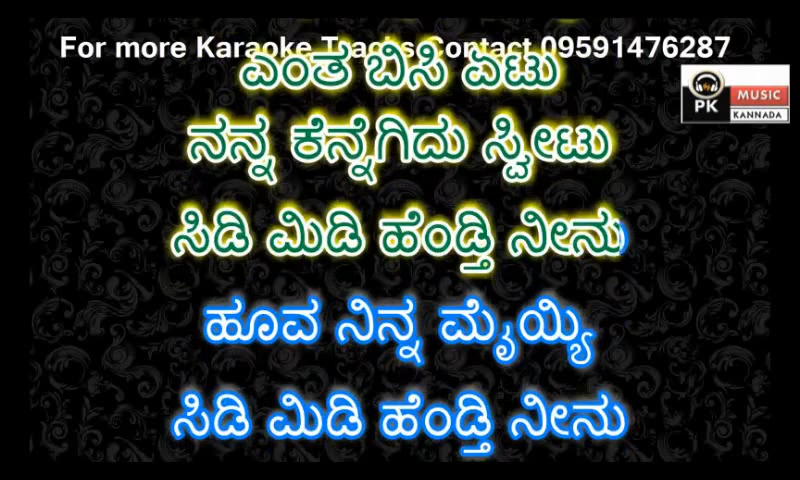 For more Karaoke Tracks Contact 09591476287
ಎಂತ ಬಿಸಿ ಏಟು
PK MUSIC KANNADA
ನನ್ನ ಕೆನ್ನೆಗಿದು ಸ್ವೀಟು
ಸಿಡಿ ಮಿಡಿ ಹೆಂಡ್ತಿ ನೀನು
ಹೂವ ನಿನ್ನ ಮೈಯ್ಯಿ
ಸಿಡಿ ಮಿಡಿ ಹೆಂಡ್ತಿ ನೀನು